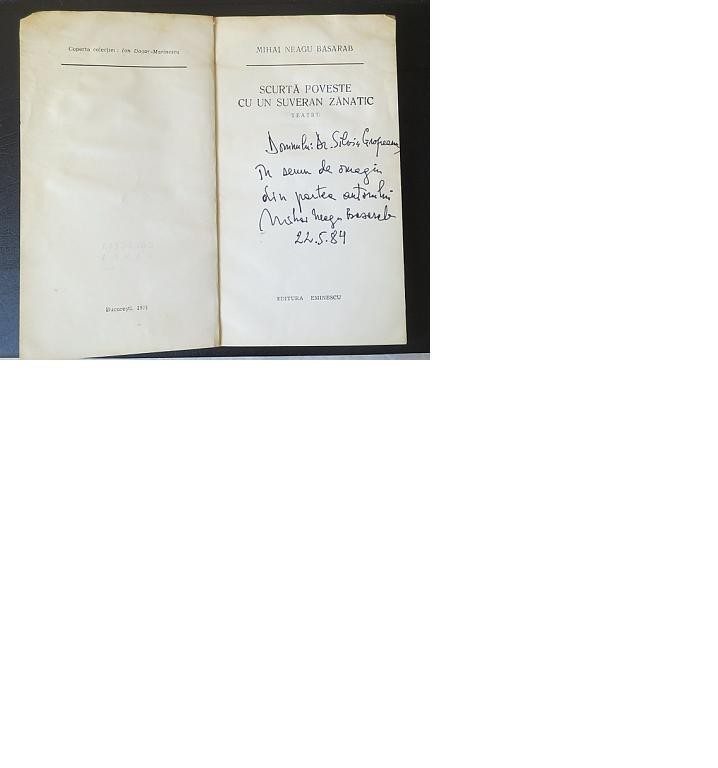 Coperta colecției : Ion Dogar-Marinescu
București, 1971
MIHAI NEAGU BASARAB
SCURTĂ POVESTE
CU UN SUVERAN ZĂNATIC
TEATRU
Domnului: Dr. Silviu
În semn de omagiu
din partea autorului
Mihai Neagu Basarab
22.5.84
EDITURA EMINESCU